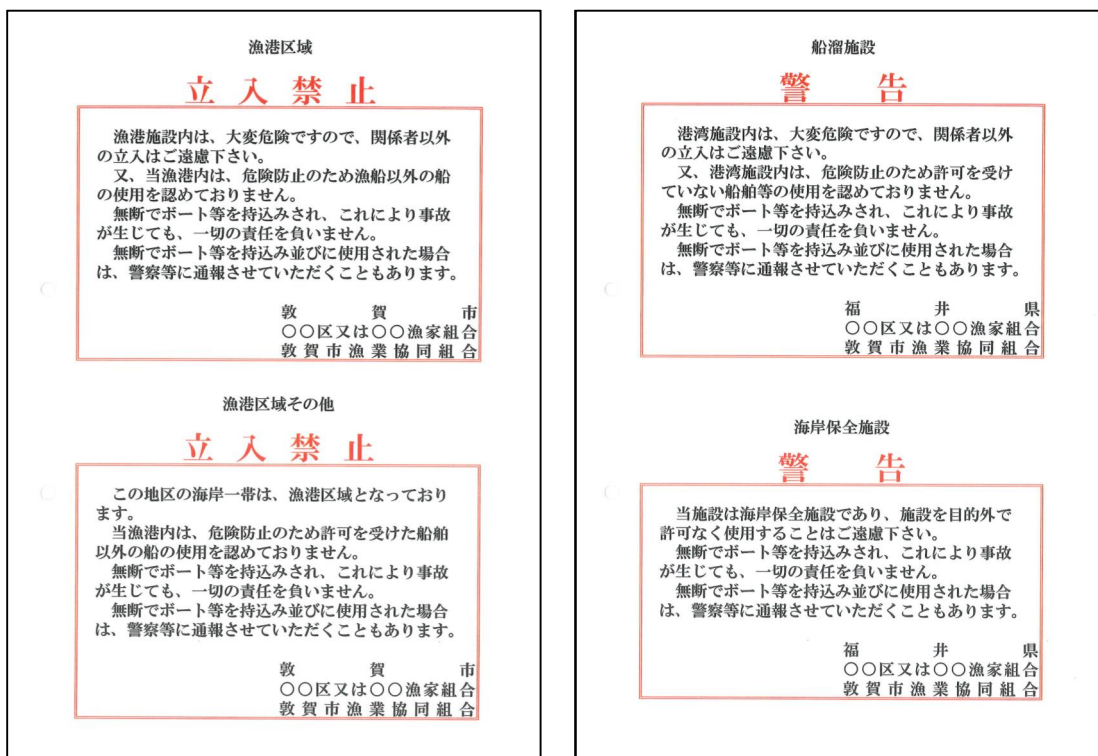 漁港区域
立入禁止
漁港施設内は、大変危険ですので、関係者以外
の立入はご遠慮下さい。
又、当漁港内は、危険防止のため漁船以外の船
の使用を認めておりません。
無断でボート等を持込みされ、これにより事故
が生じても、一切の責任を負いません。
無断でボート等を持込み並びに使用された場合
は、警察等に通報させていただくこともあります。
敦賀市
〇〇区又は〇〇漁家組合
敦賀市漁業協同組合
漁港区域その他
立入禁止
この地区の海岸一帯は、漁港区域となっており
ます。
当漁港内は、危険防止のため許可を受けた船舶
以外の船の使用を認めておりません。
無断でボート等を持込みされ、これにより事故
が生じても、一切の責任を負いません。
無断でボート等を持込み並びに使用された場合
は、警察等に通報させていただくこともあります。
敦賀市
〇〇区又は〇〇漁家組合
敦賀市漁業協同組合
船溜施設
警告
港湾施設内は、大変危険ですので、関係者以外
の立入はご遠慮下さい。
又、港湾施設内は、危険防止のため許可を受け
ていない船舶等の使用を認めておりません。
無断でボート等を持込みされ、これにより事故
が生じても、一切の責任を負いません。
無断でボート等を持込み並びに使用された場合
は、警察等に通報させていただくこともあります。
福井県
〇〇区又は〇〇漁家組合
敦賀市漁業協同組合
海岸保全施設
警告
当施設は海岸保全施設であり、施設を目的外で
許可なく使用することはご遠慮下さい。
無断でボート等を持込みされ、これにより事故
が生じても、一切の責任を負いません。
無断でボート等を持込み並びに使用された場合
は、警察等に通報させていただくこともあります。
福井県
〇〇区又は〇〇漁家組合
敦賀市漁業協同組合